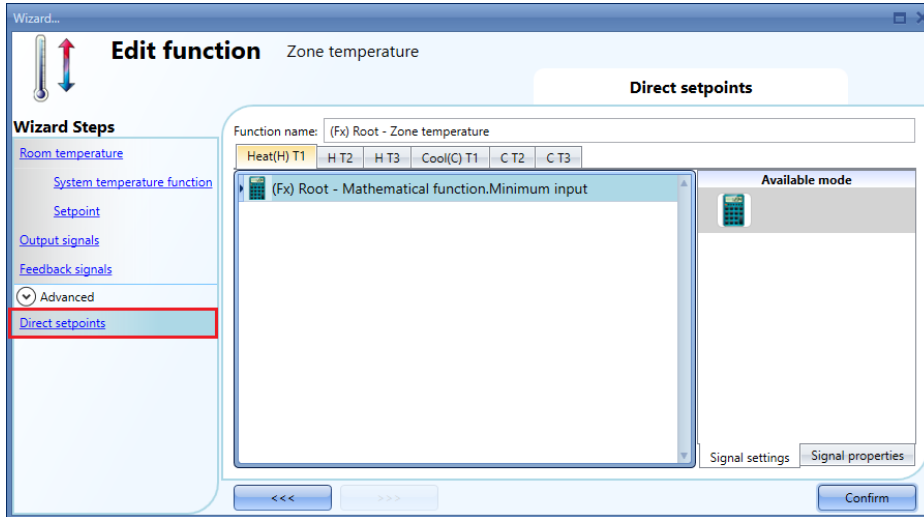 Wizard...
Edit function Zone temperature
Direct setpoints
Wizard Steps
Room temperature
System temperature function
Setpoint
Output signals
Feedback signals
Advanced
Direct setpoints
Function name: (Fx) Root - Zone temperature
Heat(H) T1 H T2 H T3 Cool(C) T1 C T2 C T3
(Fx) Root - Mathematical function.Minimum input
Available mode
Signal settings Signal properties
<<< >>> Confirm